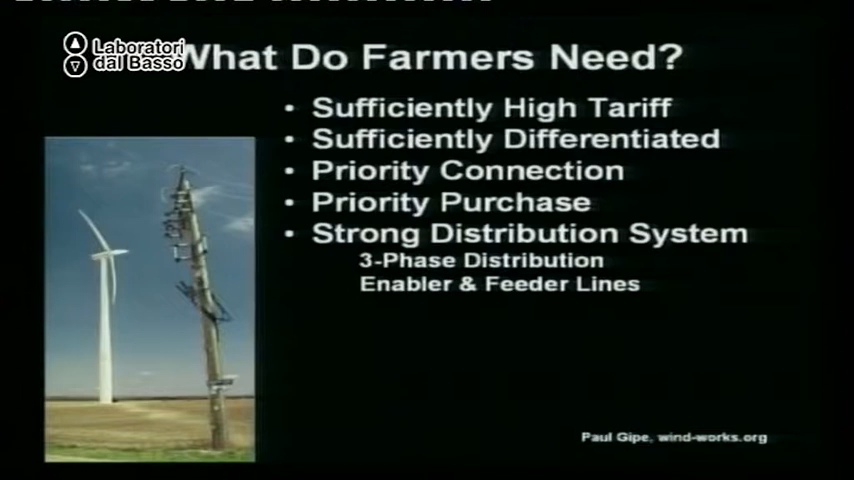 Laboratori
dal Basso
What Do Farmers Need?
• Sufficiently High Tariff
• Sufficiently Differentiated
• Priority Connection
• Priority Purchase
• Strong Distribution System
3-Phase Distribution
Enabler & Feeder Lines
Paul Gipe, wind-works.org